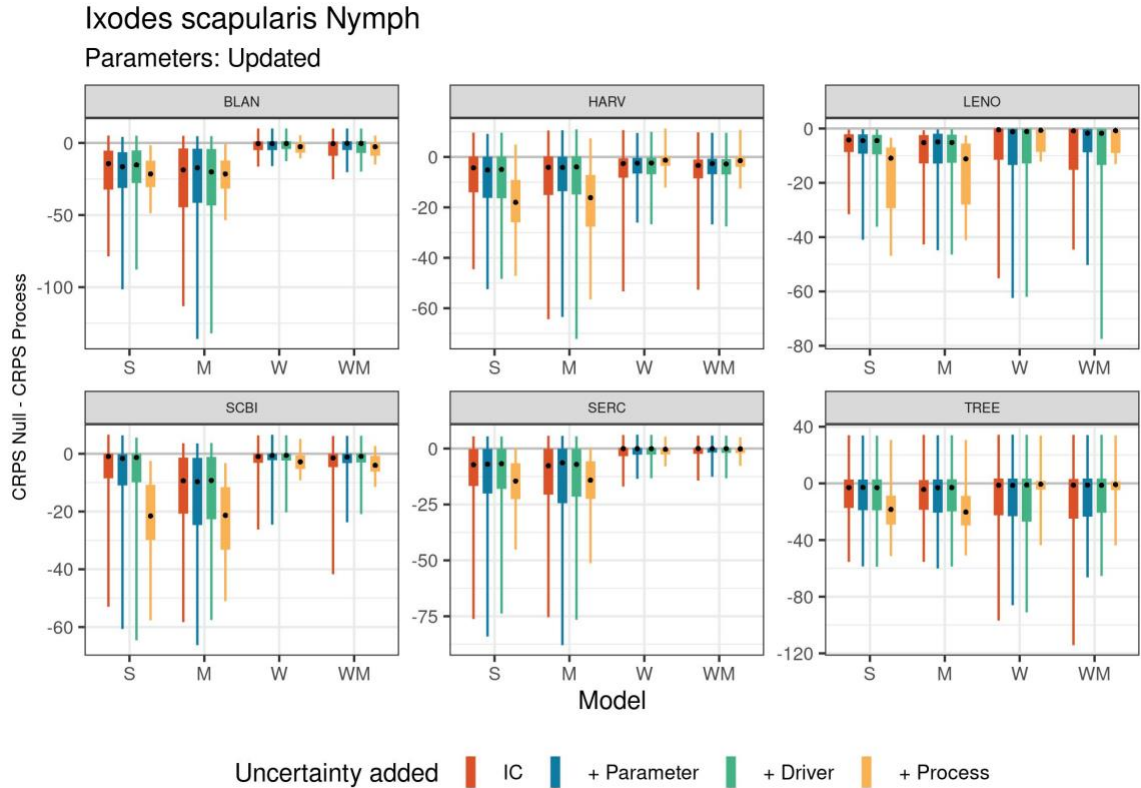 Ixodes scapularis Nymph
Parameters: Updated
CRPS Null - CRPS Process
BLAN
0
-50
-100
S M W WM
HARV
0
-20
-40
-60
S M W WM
LENO
0
-20
-40
-60
-80
S M W WM
SCBI
0
-20
-40
-60
S M W WM
SERC
0
-25
-50
-75
S M W WM
TREE
40
0
-40
-80
-120
S M W WM
Model
Uncertainty added IC + Parameter + Driver + Process